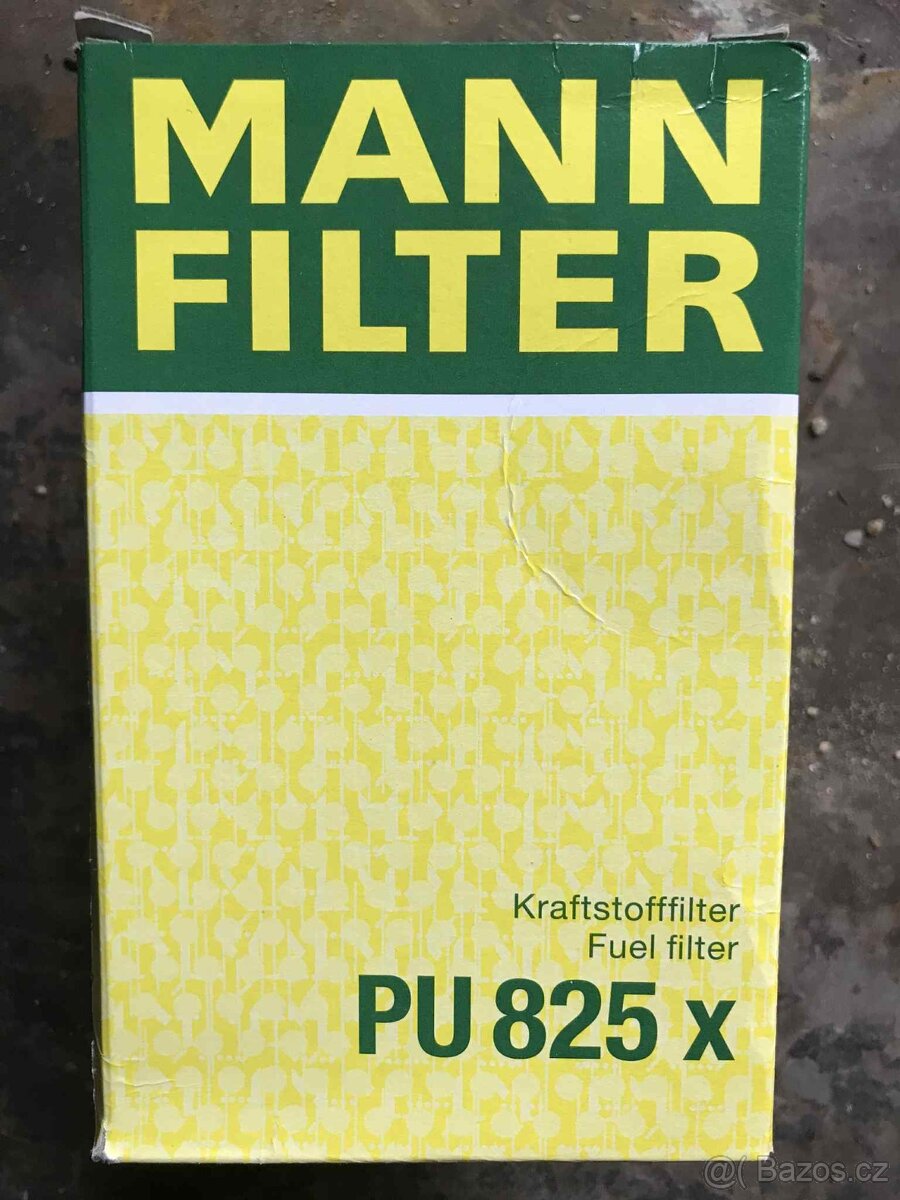 MANN
FILTER
Kraftstofffilter
Fuel filter
PU 825 x
@( Bazos.cz